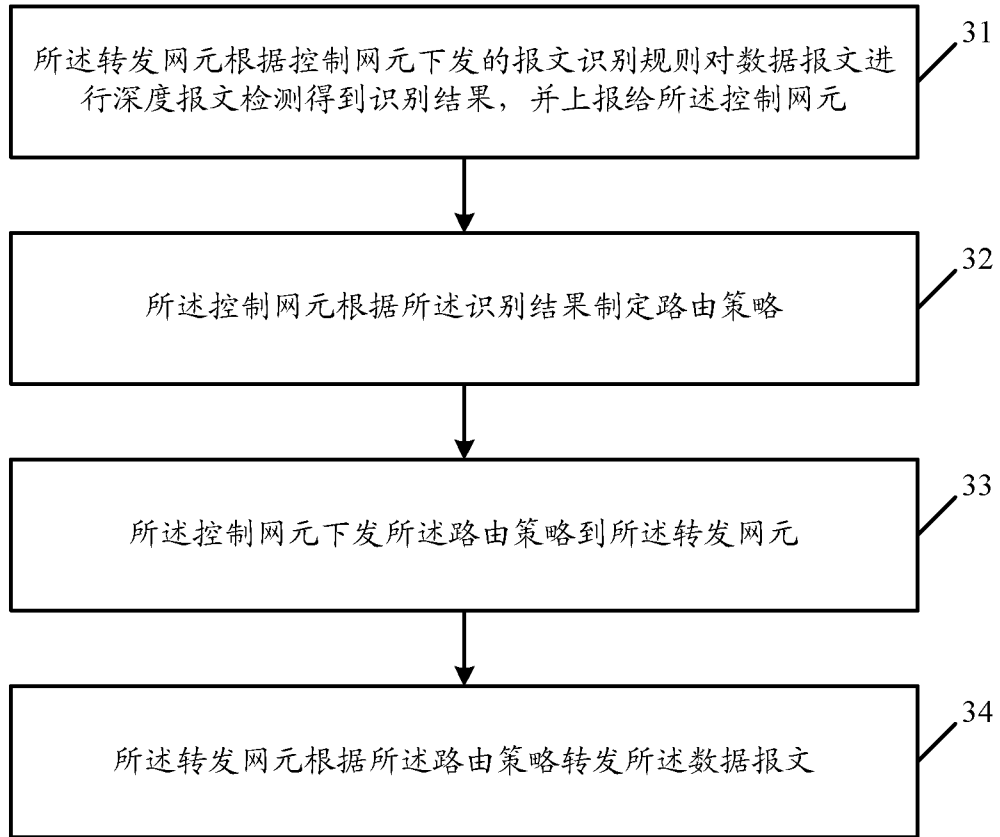 31
所述转发网元根据控制网元下发的报文识别规则对数据报文进
行深度报文检测得到识别结果，并上报给所述控制网元
32
所述控制网元根据所述识别结果制定路由策略
33
所述控制网元下发所述路由策略到所述转发网元
34
所述转发网元根据所述路由策略转发所述数据报文